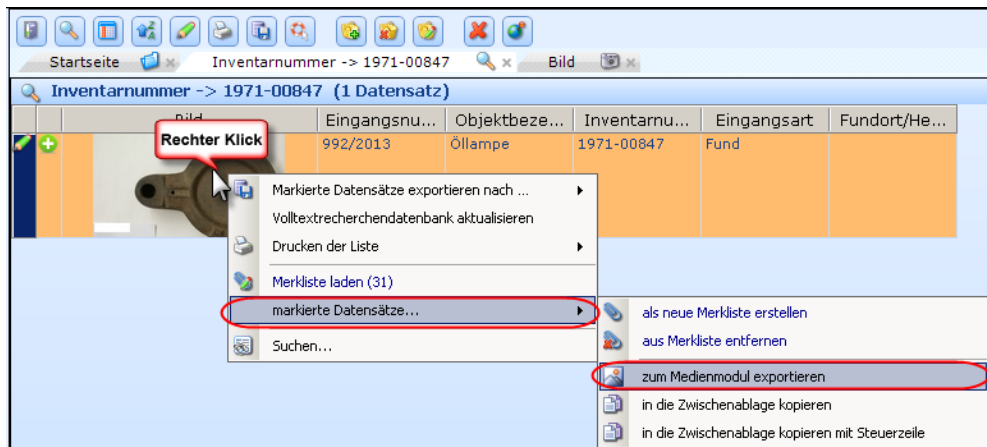 Startseite Inventarnummer -> 1971-00847 Bild
Inventarnummer -> 1971-00847 (1 Datensatz)
Bild Eingangsnu... Objektbeze... Inventarnu... Eingangsart Fundort/He...
Rechter Klick
992/2013 Öllampe 1971-00847 Fund
Markierte Datensätze exportieren nach ...
Volltextrecherchendatenbank aktualisieren
Drucken der Liste
Merkliste laden (31)
markierte Datensätze...
Suchen...
als neue Merkliste erstellen
aus Merkliste entfernen
zum Medienmodul exportieren
in die Zwischenablage kopieren
in die Zwischenablage kopieren mit Steuerzeile